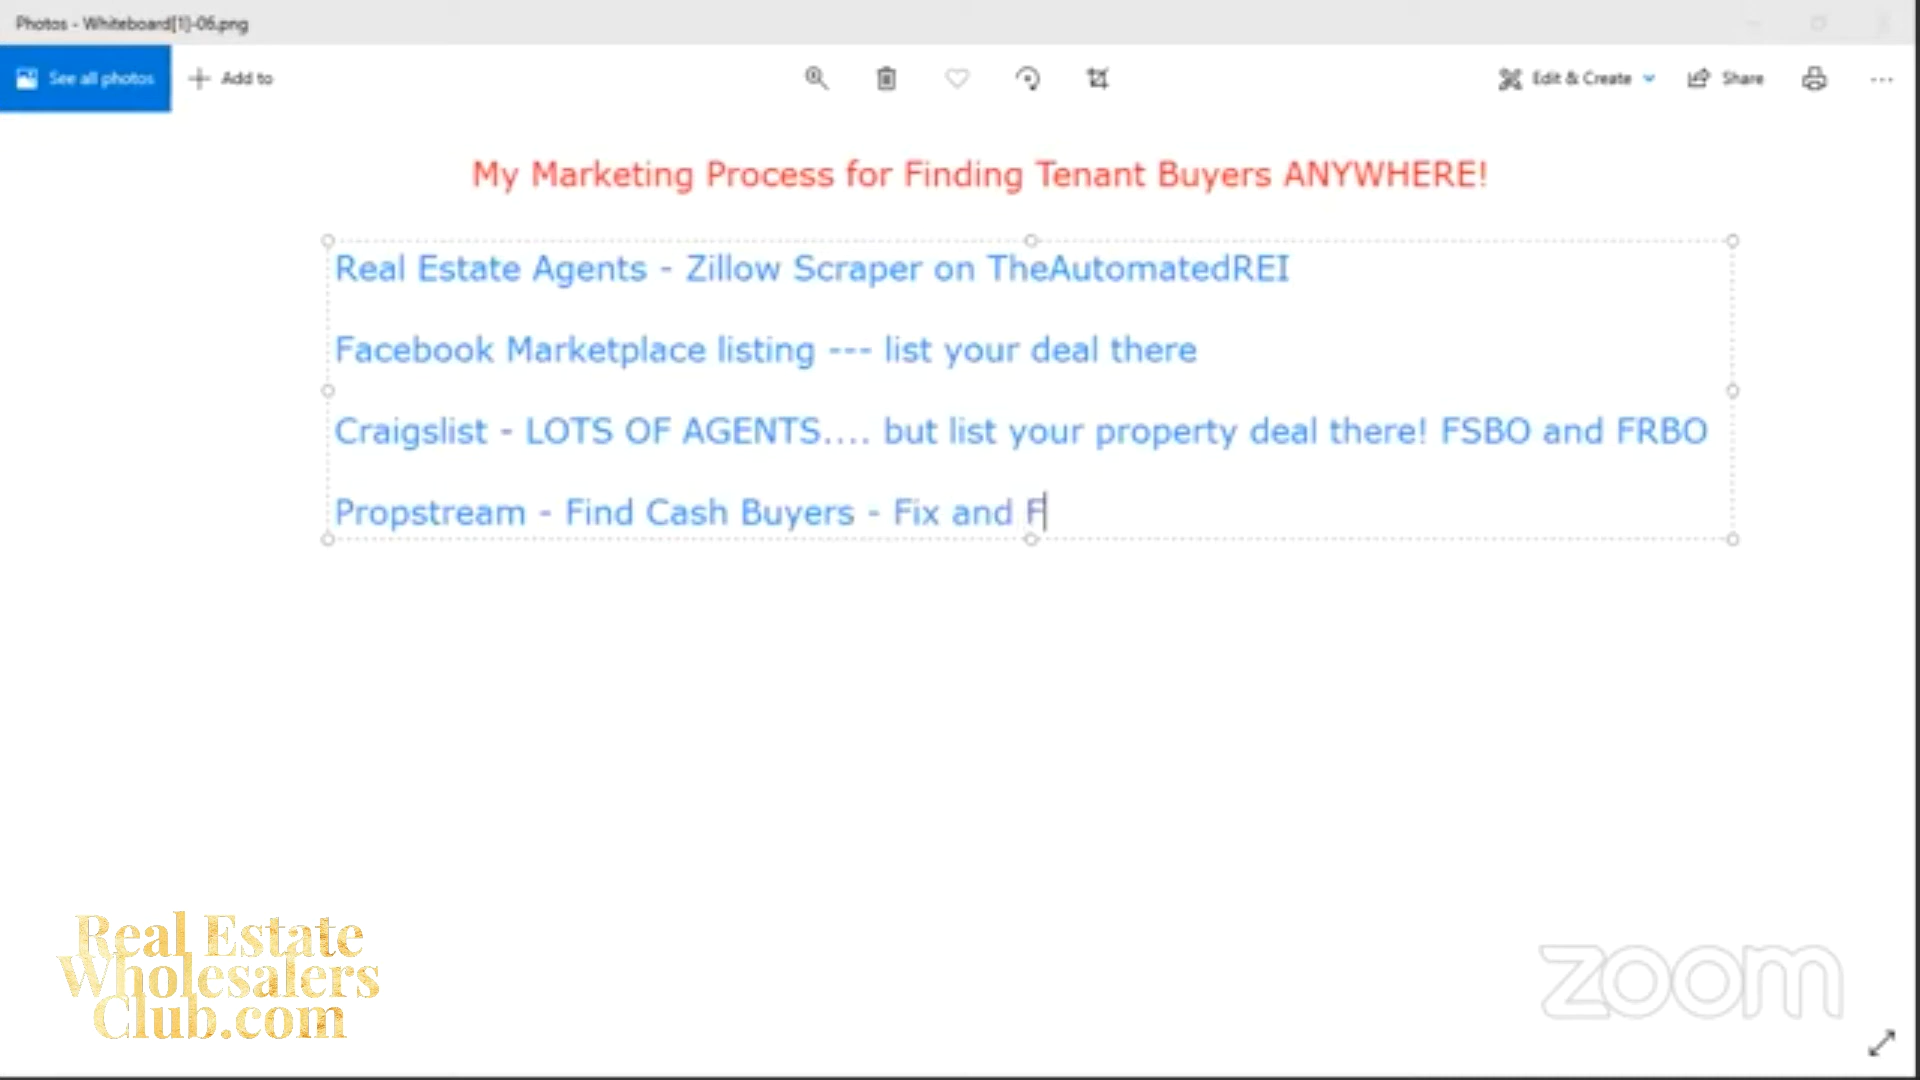 Photos - Whiteboard[1]-06.png
See all photos
Add to
Edit & Create
Share
My Marketing Process for Finding Tenant Buyers ANYWHERE!
Real Estate Agents - Zillow Scraper on TheAutomatedREI
Facebook Marketplace listing --- list your deal there
Craigslist - LOTS OF AGENTS.... but list your property deal there! FSBO and FRBO
Propstream - Find Cash Buyers - Fix and F
Real Estate
Wholesalers
Club.com
zoom